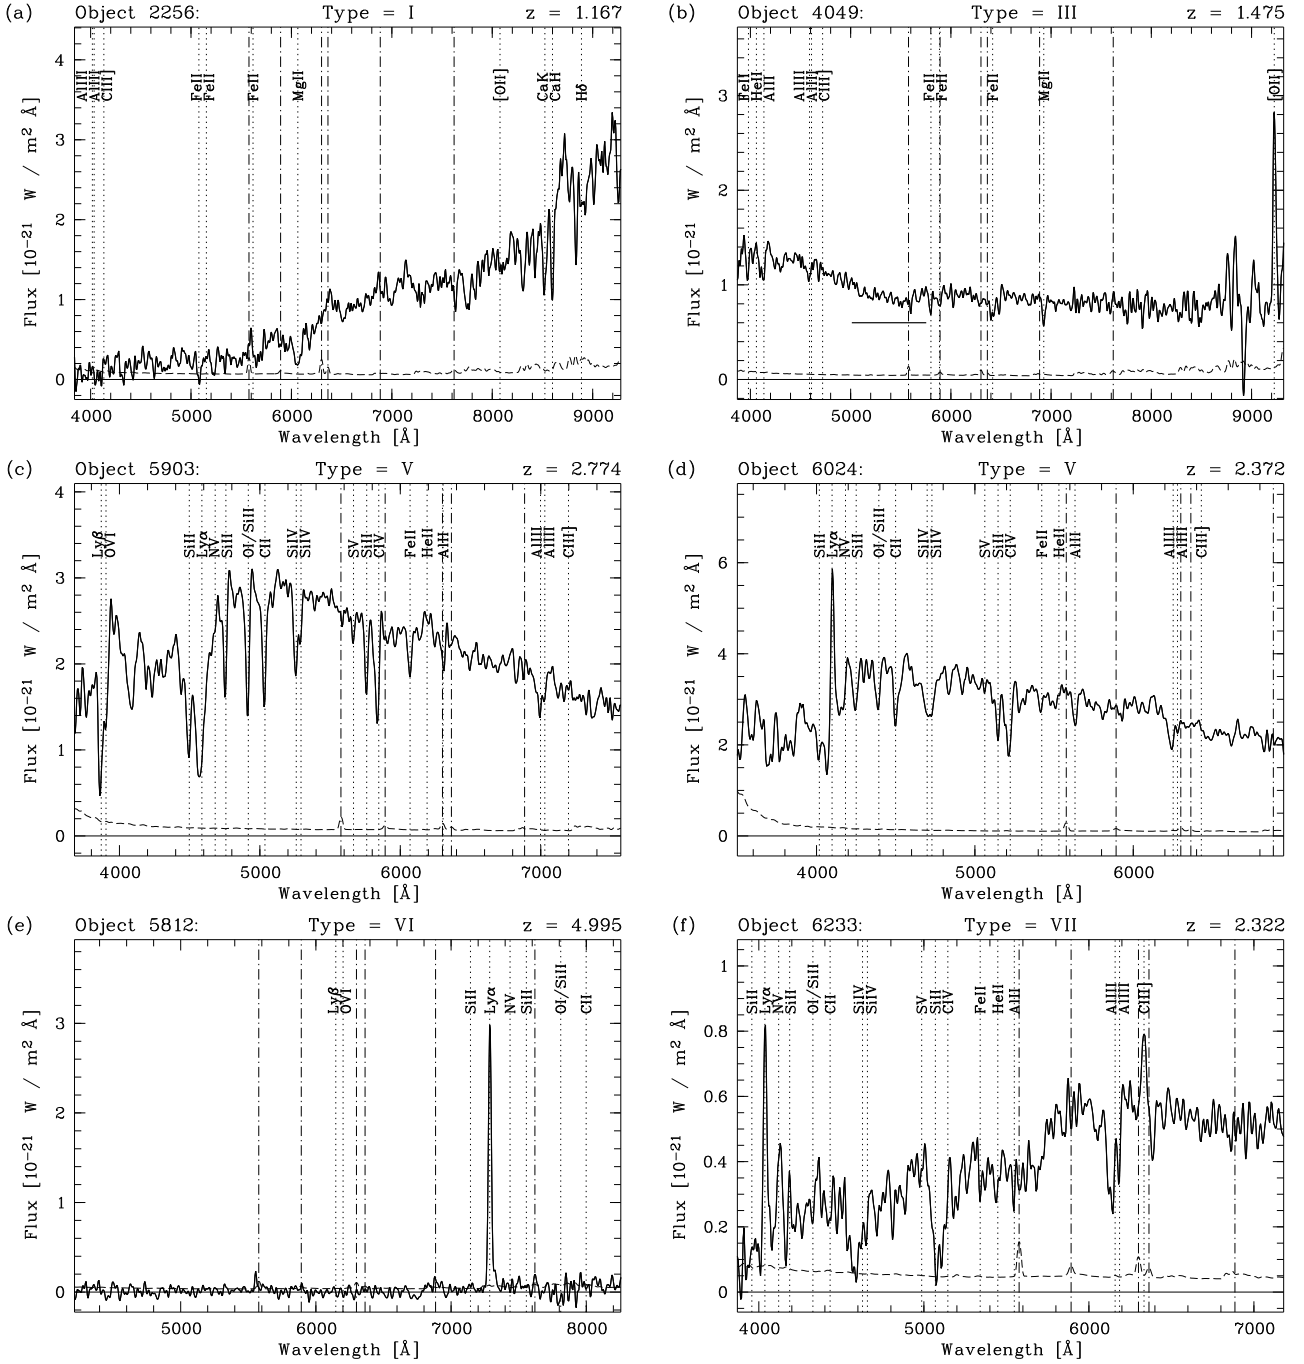 (a) Object 2256: Type = I z = 1.167
AlIII AlIII CIII] FeII FeII FeII MgII [OII] CaK CaH Hδ
4
3
2
1
0
Flux [10⁻²¹ W / m² Å]
4000 5000 6000 7000 8000 9000
Wavelength [Å]
(b) Object 4049: Type = III z = 1.475
FeII HeII AlII AlIII AlIII CIII] FeII FeII FeII MgII [OII]
3
2
1
0
Flux [10⁻²¹ W / m² Å]
4000 5000 6000 7000 8000 9000
Wavelength [Å]
(c) Object 5903: Type = V z = 2.774
Lyβ OVI SiII Lyα NV SiII OI/SiII CII SiIV SiIV SV SiII CIV FeII HeII AlII AlIII AlIII CIII]
4
3
2
1
0
Flux [10⁻²¹ W / m² Å]
4000 5000 6000 7000
Wavelength [Å]
(d) Object 6024: Type = V z = 2.372
SiII Lyα NV SiII OI/SiII CII SiIV SiIV SV SiII CIV FeII HeII AlII AlIII AlIII CIII]
6
4
2
0
Flux [10⁻²¹ W / m² Å]
4000 5000 6000
Wavelength [Å]
(e) Object 5812: Type = VI z = 4.995
Lyβ OVI SiII Lyα NV SiII OI/SiII CII
3
2
1
0
Flux [10⁻²¹ W / m² Å]
5000 6000 7000 8000
Wavelength [Å]
(f) Object 6233: Type = VII z = 2.322
SiII Lyα NV SiII OI/SiII CII SiIV SiIV SV SiII CIV FeII HeII AlII AlIII AlIII CIII]
1
0.8
0.6
0.4
0.2
0
Flux [10⁻²¹ W / m² Å]
4000 5000 6000 7000
Wavelength [Å]